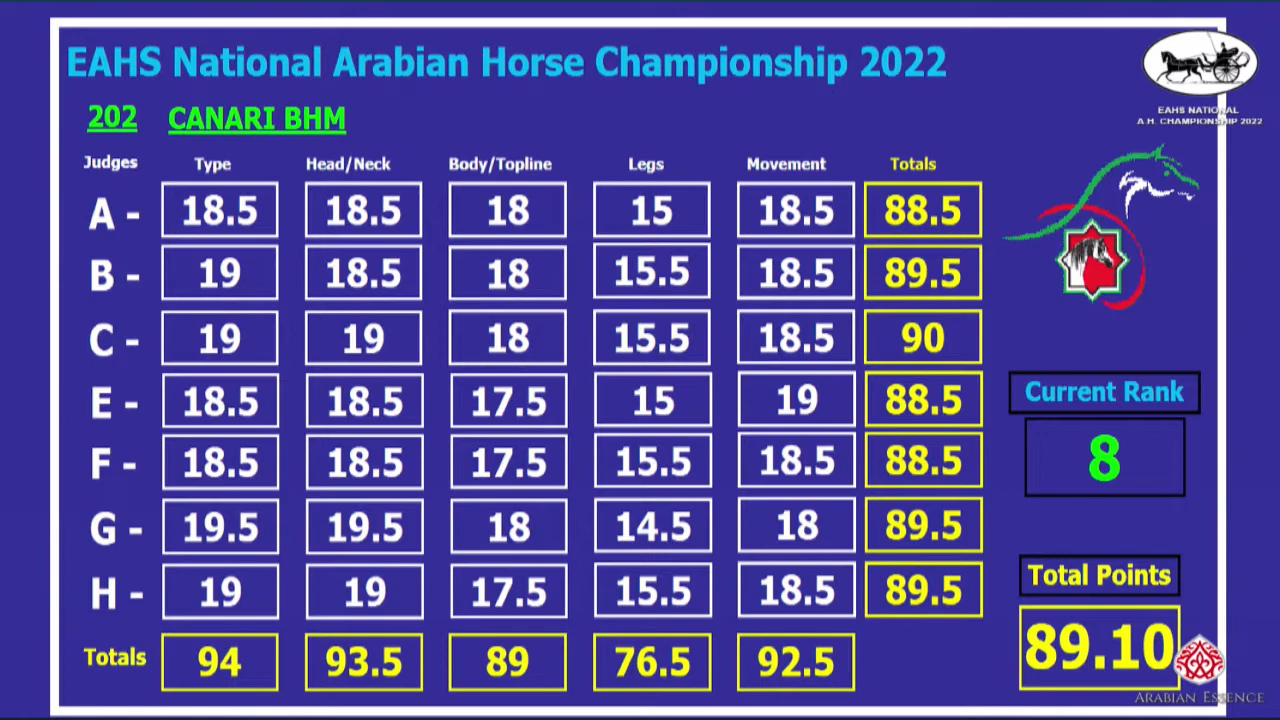 EAHS National Arabian Horse Championship 2022
EAHS NATIONAL
A.H. CHAMPIONSHIP 2022
202 CANARI BHM
Judges Type Head/Neck Body/Topline Legs Movement Totals
A - 18.5 18.5 18 15 18.5 88.5
B - 19 18.5 18 15.5 18.5 89.5
C - 19 19 18 15.5 18.5 90
E - 18.5 18.5 17.5 15 19 88.5
Current Rank
8
F - 18.5 18.5 17.5 15.5 18.5 88.5
G - 19.5 19.5 18 14.5 18 89.5
H - 19 19 17.5 15.5 18.5 89.5
Total Points
89.10
Totals 94 93.5 89 76.5 92.5
ARABIAN ESSENCE